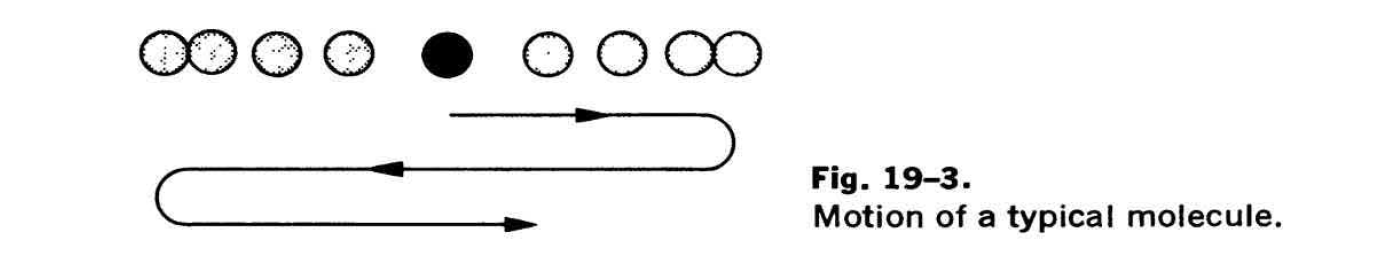 Fig. 19–3.
Motion of a typical molecule.